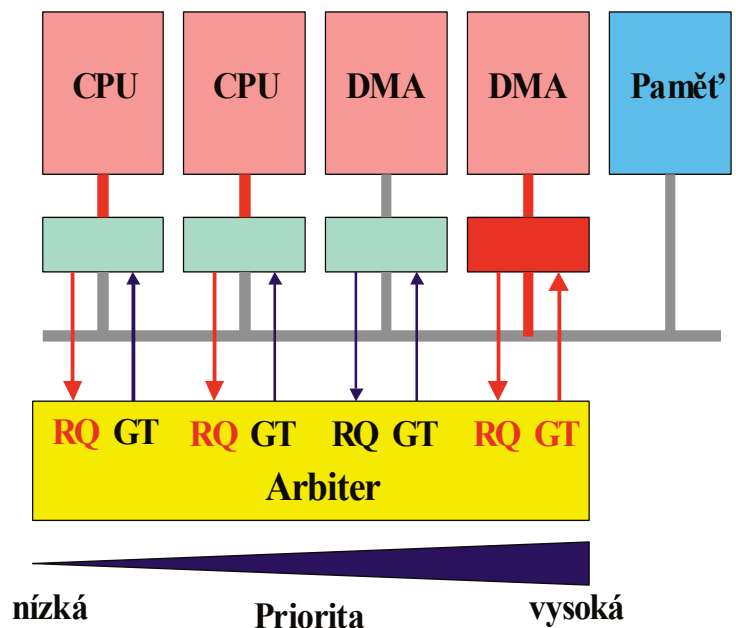 CPU CPU DMA DMA Paměť
RQ GT RQ GT RQ GT RQ GT
Arbiter
nízká Priorita vysoká